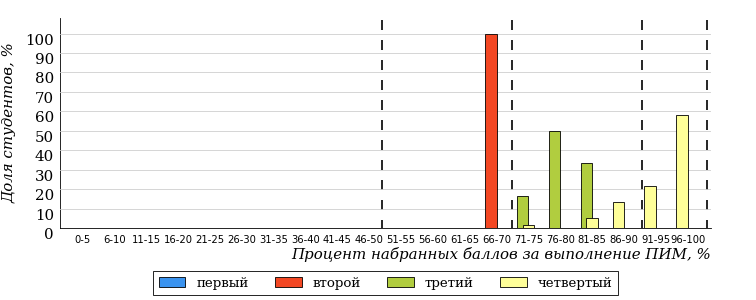 Доля студентов, %
100
90
80
70
60
50
40
30
20
10
0
0-5 6-10 11-15 16-20 21-25 26-30 31-35 36-40 41-45 46-50 51-55 56-60 61-65 66-70 71-75 76-80 81-85 86-90 91-95 96-100
Процент набранных баллов за выполнение ПИМ, %
первый второй третий четвертый